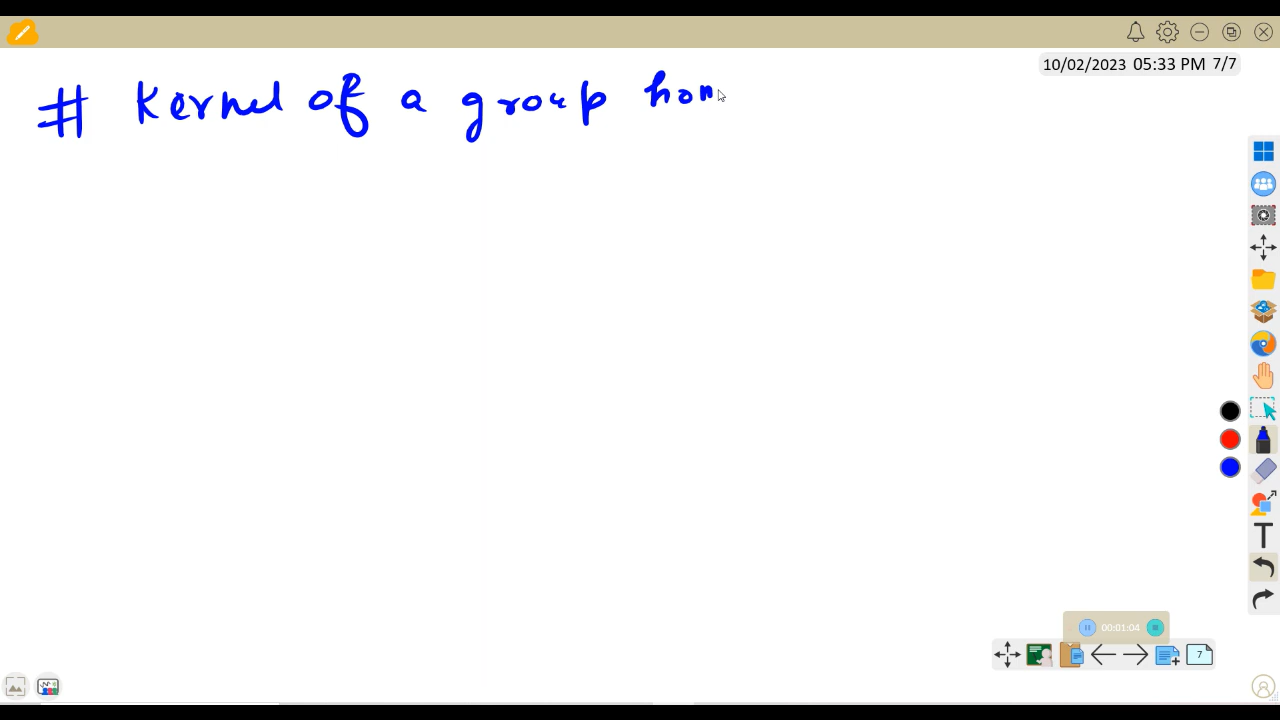 10/02/2023 05:33 PM 7/7
# Kernel of a group hom
00:01:04
T
7